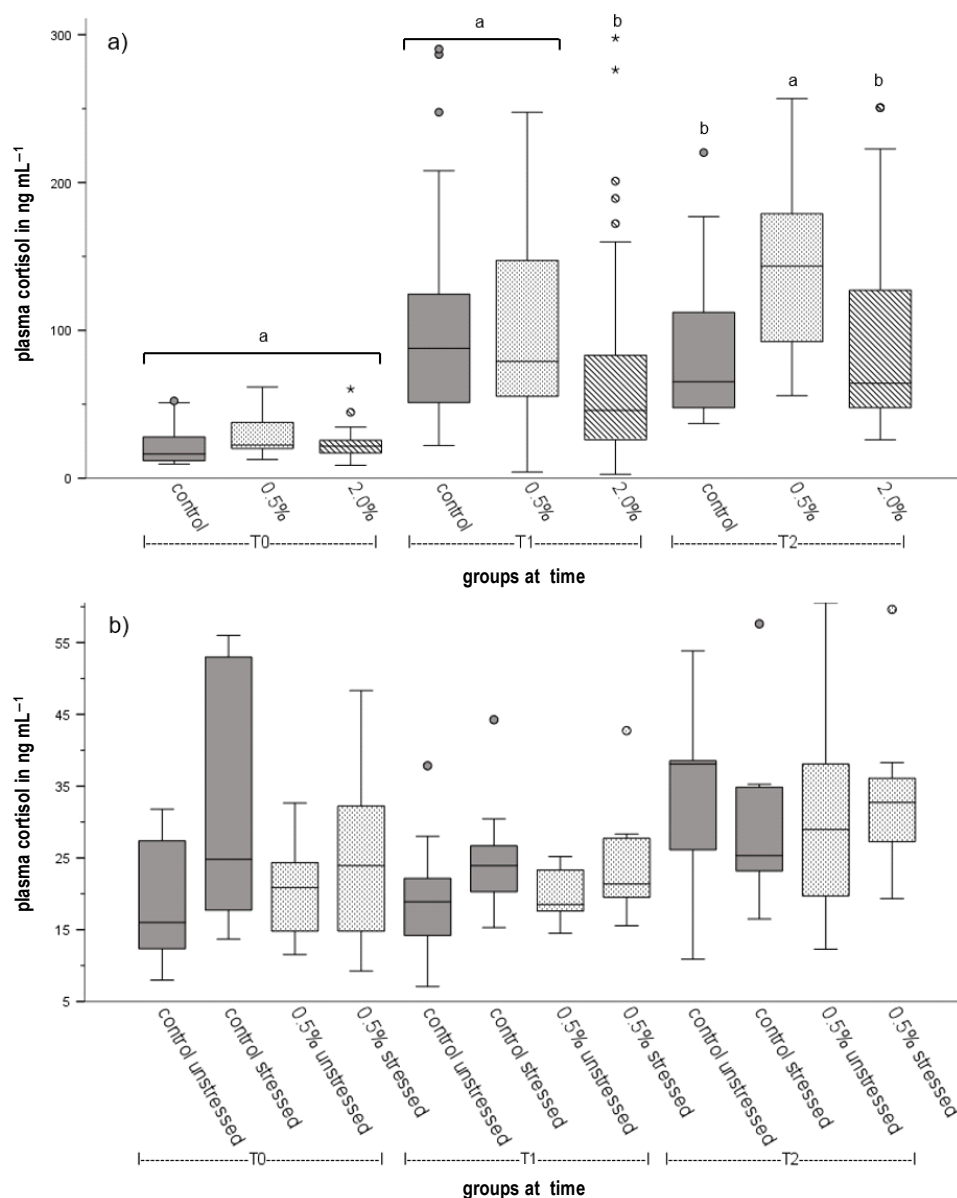 a)
plasma cortisol in ng mL⁻¹
300
200
100
0
a
a
b
b
a
b
control
0.5%
2.0%
control
0.5%
2.0%
control
0.5%
2.0%
T0
T1
T2
groups at time
b)
plasma cortisol in ng mL⁻¹
55
45
35
25
15
5
control unstressed
control stressed
0.5% unstressed
0.5% stressed
control unstressed
control stressed
0.5% unstressed
0.5% stressed
control unstressed
control stressed
0.5% unstressed
0.5% stressed
T0
T1
T2
groups at time